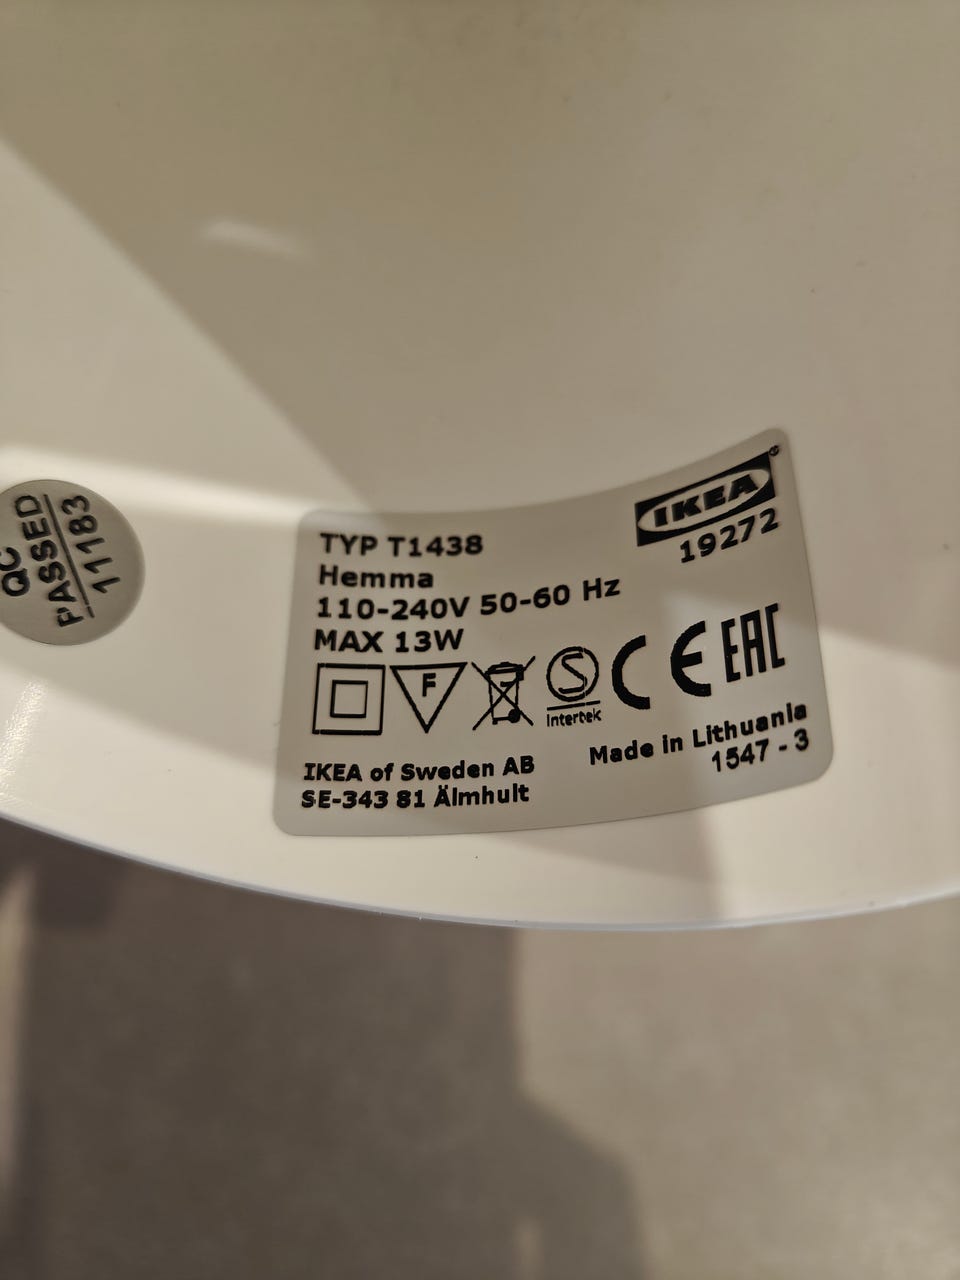 QC
PASSED
11183
IKEA®
19272
TYP T1438
Hemma
110-240V 50-60 Hz
MAX 13W
F
S
Intertek
CE
EAC
IKEA of Sweden AB
SE-343 81 Älmhult
Made in Lithuania
1547 - 3